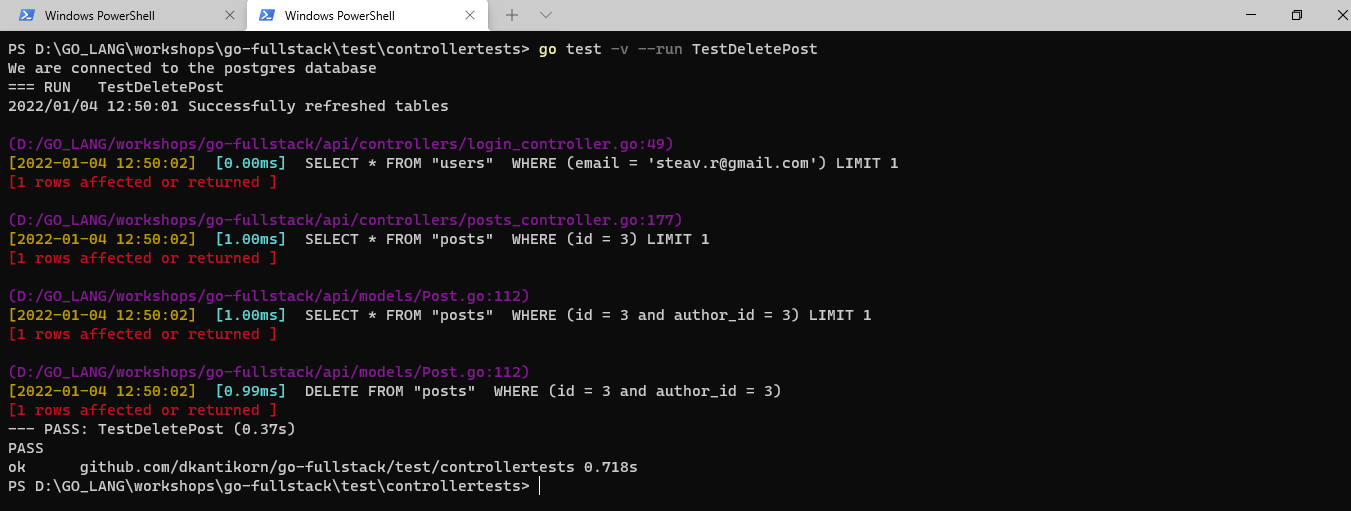 Windows PowerShell
Windows PowerShell
PS D:\GO_LANG\workshops\go-fullstack\test\controllertests> go test -v --run TestDeletePost
We are connected to the postgres database
=== RUN   TestDeletePost
2022/01/04 12:50:01 Successfully refreshed tables
(D:/GO_LANG/workshops/go-fullstack/api/controllers/login_controller.go:49)
[2022-01-04 12:50:02]  [0.00ms]  SELECT * FROM "users"  WHERE (email = 'steav.r@gmail.com') LIMIT 1
[1 rows affected or returned ]
(D:/GO_LANG/workshops/go-fullstack/api/controllers/posts_controller.go:177)
[2022-01-04 12:50:02]  [1.00ms]  SELECT * FROM "posts"  WHERE (id = 3) LIMIT 1
[1 rows affected or returned ]
(D:/GO_LANG/workshops/go-fullstack/api/models/Post.go:112)
[2022-01-04 12:50:02]  [1.00ms]  SELECT * FROM "posts"  WHERE (id = 3 and author_id = 3) LIMIT 1
[1 rows affected or returned ]
(D:/GO_LANG/workshops/go-fullstack/api/models/Post.go:112)
[2022-01-04 12:50:02]  [0.99ms]  DELETE FROM "posts"  WHERE (id = 3 and author_id = 3)
[1 rows affected or returned ]
--- PASS: TestDeletePost (0.37s)
PASS
ok      github.com/dkantikorn/go-fullstack/test/controllertests 0.718s
PS D:\GO_LANG\workshops\go-fullstack\test\controllertests>